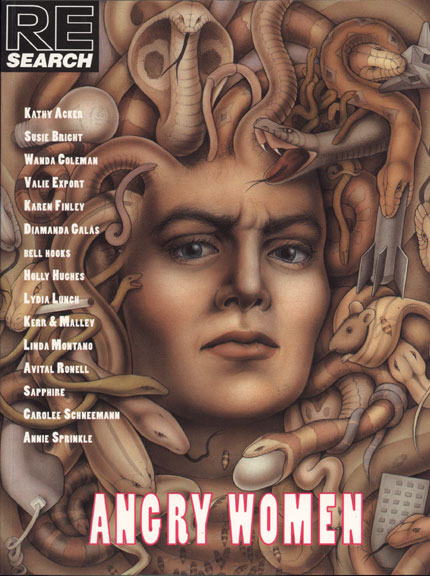 RE
SEARCH
KATHY ACKER
SUSIE BRIGHT
WANDA COLEMAN
VALIE EXPORT
KAREN FINLEY
DIAMANDA GALAS
BELL HOOKS
HOLLY HUGHES
LYDIA LUNCH
KERR & MALLEY
LINDA MONTANO
AVITAL RONELL
SAPPHIRE
CAROLEE SCHNEEMANN
ANNIE SPRINKLE
ANGRY WOMEN